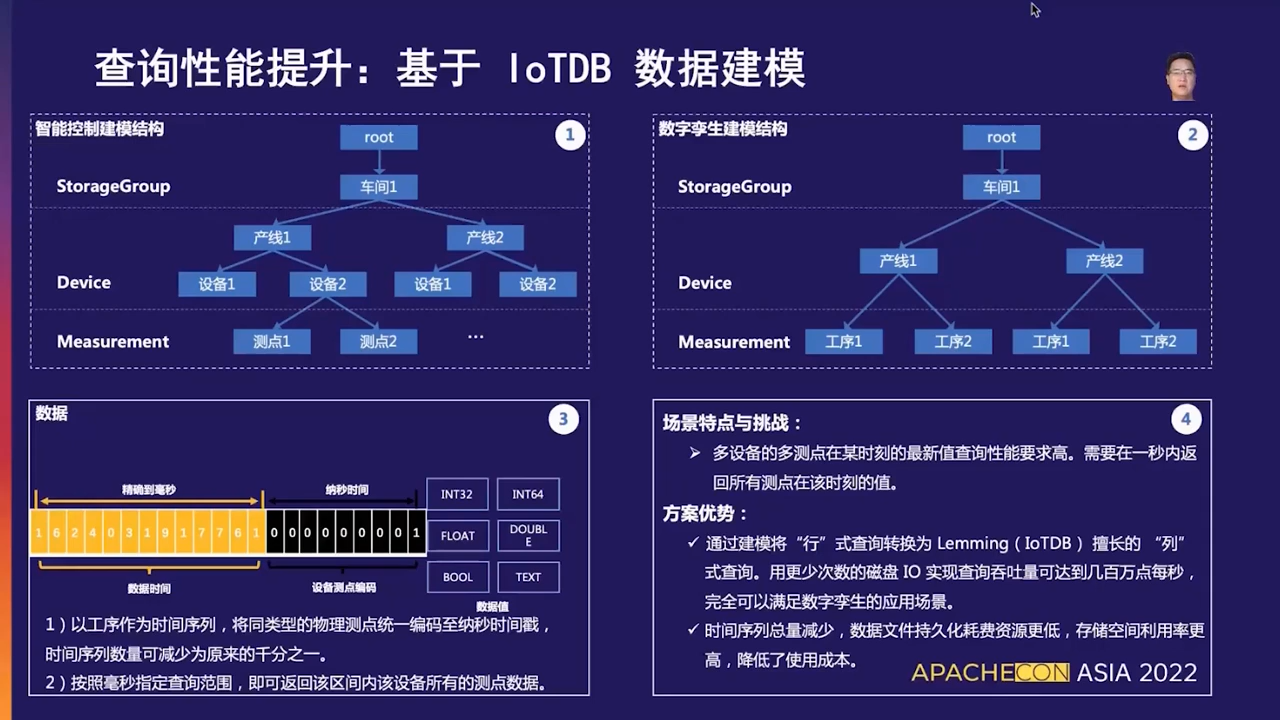 查询性能提升：基于 IoTDB 数据建模
智能控制建模结构
1
root
StorageGroup
车间1
产线1
产线2
Device
设备1
设备2
设备1
设备2
Measurement
测点1
测点2
...
数字孪生建模结构
2
root
StorageGroup
车间1
产线1
产线2
Device
Measurement
工序1
工序2
工序1
工序2
数据
3
精确到毫秒
纳秒时间
1 6 2 4 0 3 1 9 1 7 7 6 1 0 0 0 0 0 0 0 0 1
数据时间
设备测点编码
INT32
INT64
FLOAT
DOUBL
E
BOOL
TEXT
数据值
1）以工序作为时间序列，将同类型的物理测点统一编码至纳秒时间戳，
时间序列数量可减少为原来的千分之一。
2）按照毫秒指定查询范围，即可返回该区间内该设备所有的测点数据。
场景特点与挑战：
4
➢ 多设备的多测点在某时刻的最新值查询性能要求高。需要在一秒内返
回所有测点在该时刻的值。
方案优势：
✓ 通过建模将“行”式查询转换为 Lemming（IoTDB） 擅长的 “列”
式查询。用更少次数的磁盘 IO 实现查询吞吐量可达到几百万点每秒，
完全可以满足数字孪生的应用场景。
✓ 时间序列总量减少，数据文件持久化耗费资源更低，存储空间利用率更
高，降低了使用成本。
APACHECON ASIA 2022